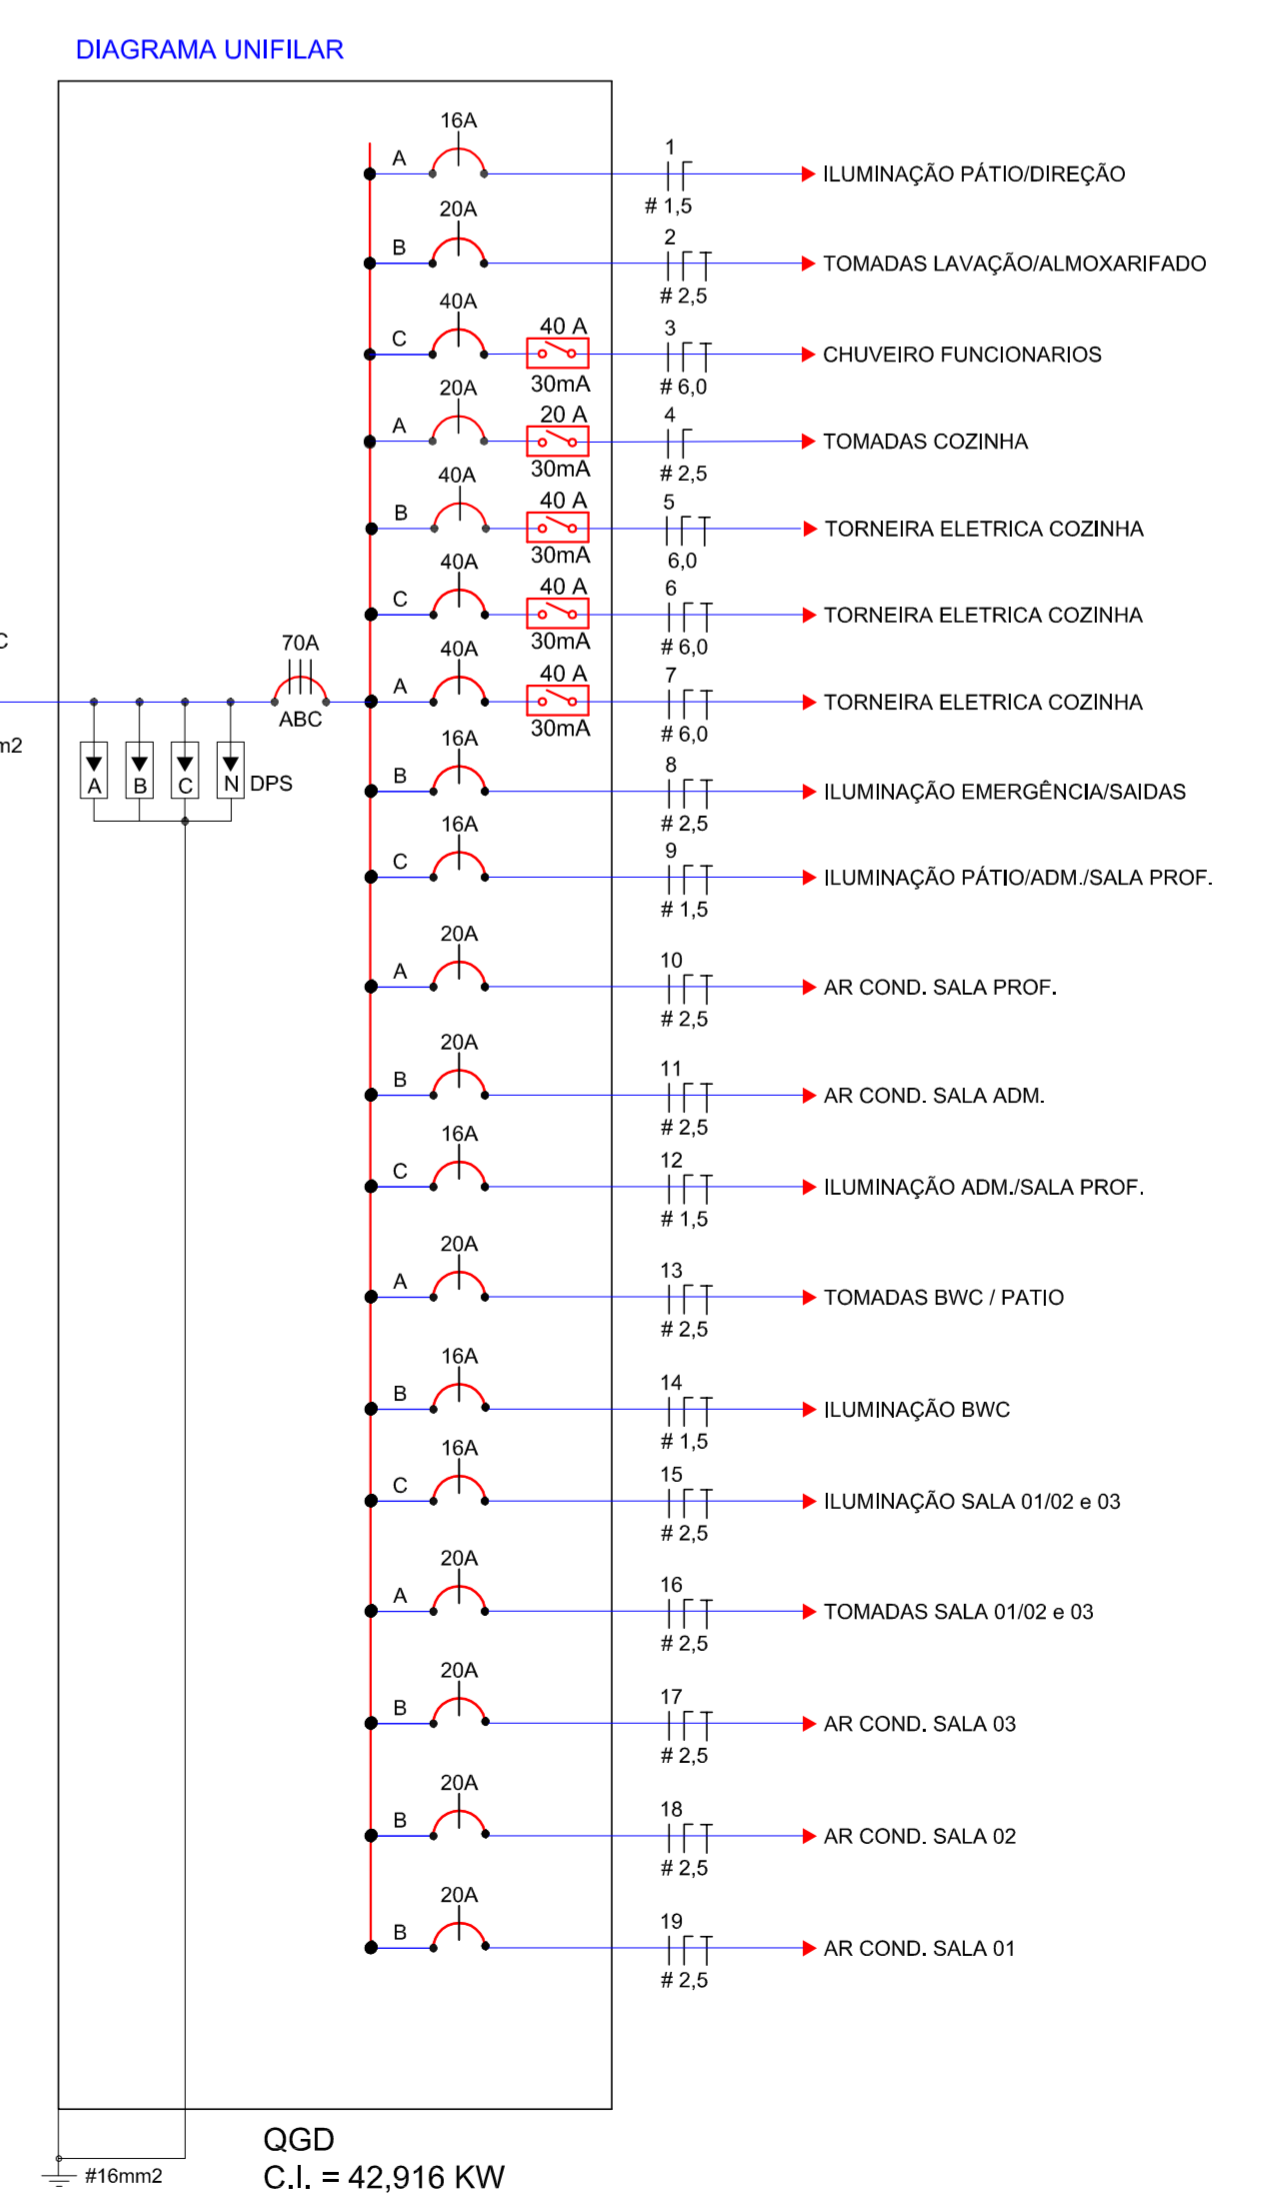 DIAGRAMA UNIFILAR
16A
A
1
# 1,5
ILUMINAÇÃO PÁTIO/DIREÇÃO
20A
B
2
# 2,5
TOMADAS LAVAÇÃO/ALMOXARIFADO
40A
C
40 A
30mA
3
# 6,0
CHUVEIRO FUNCIONARIOS
20A
A
20 A
30mA
4
# 2,5
TOMADAS COZINHA
40A
B
40 A
30mA
5
6,0
TORNEIRA ELETRICA COZINHA
40A
C
40 A
30mA
6
# 6,0
TORNEIRA ELETRICA COZINHA
C
m2
70A
ABC
A B C N DPS
40A
A
40 A
30mA
7
# 6,0
TORNEIRA ELETRICA COZINHA
16A
B
8
# 2,5
ILUMINAÇÃO EMERGÊNCIA/SAIDAS
16A
C
9
# 1,5
ILUMINAÇÃO PÁTIO/ADM./SALA PROF.
20A
A
10
# 2,5
AR COND. SALA PROF.
20A
B
11
# 2,5
AR COND. SALA ADM.
16A
C
12
# 1,5
ILUMINAÇÃO ADM./SALA PROF.
20A
A
13
# 2,5
TOMADAS BWC / PATIO
16A
B
14
# 1,5
ILUMINAÇÃO BWC
16A
C
15
# 2,5
ILUMINAÇÃO SALA 01/02 e 03
20A
A
16
# 2,5
TOMADAS SALA 01/02 e 03
20A
B
17
# 2,5
AR COND. SALA 03
20A
B
18
# 2,5
AR COND. SALA 02
20A
B
19
# 2,5
AR COND. SALA 01
#16mm2
QGD
C.I. = 42,916 KW